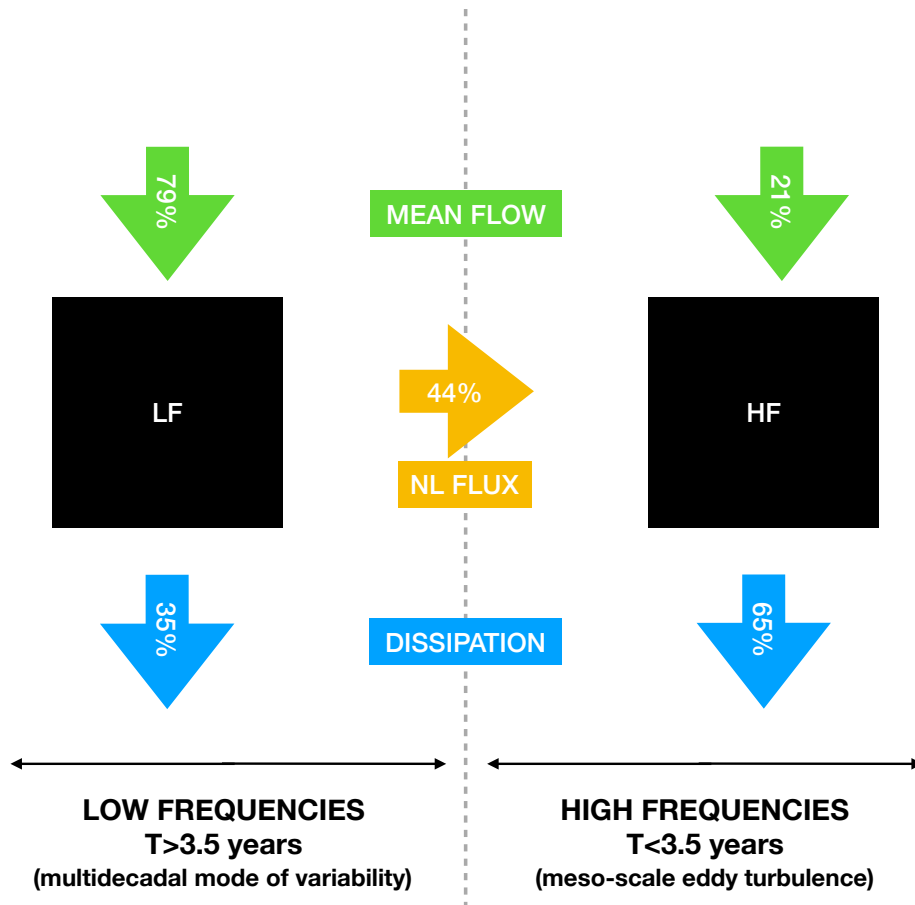 79%
MEAN FLOW
21%
LF
44%
HF
NL FLUX
35%
DISSIPATION
65%
LOW FREQUENCIES
T>3.5 years
(multidecadal mode of variability)
HIGH FREQUENCIES
T<3.5 years
(meso-scale eddy turbulence)